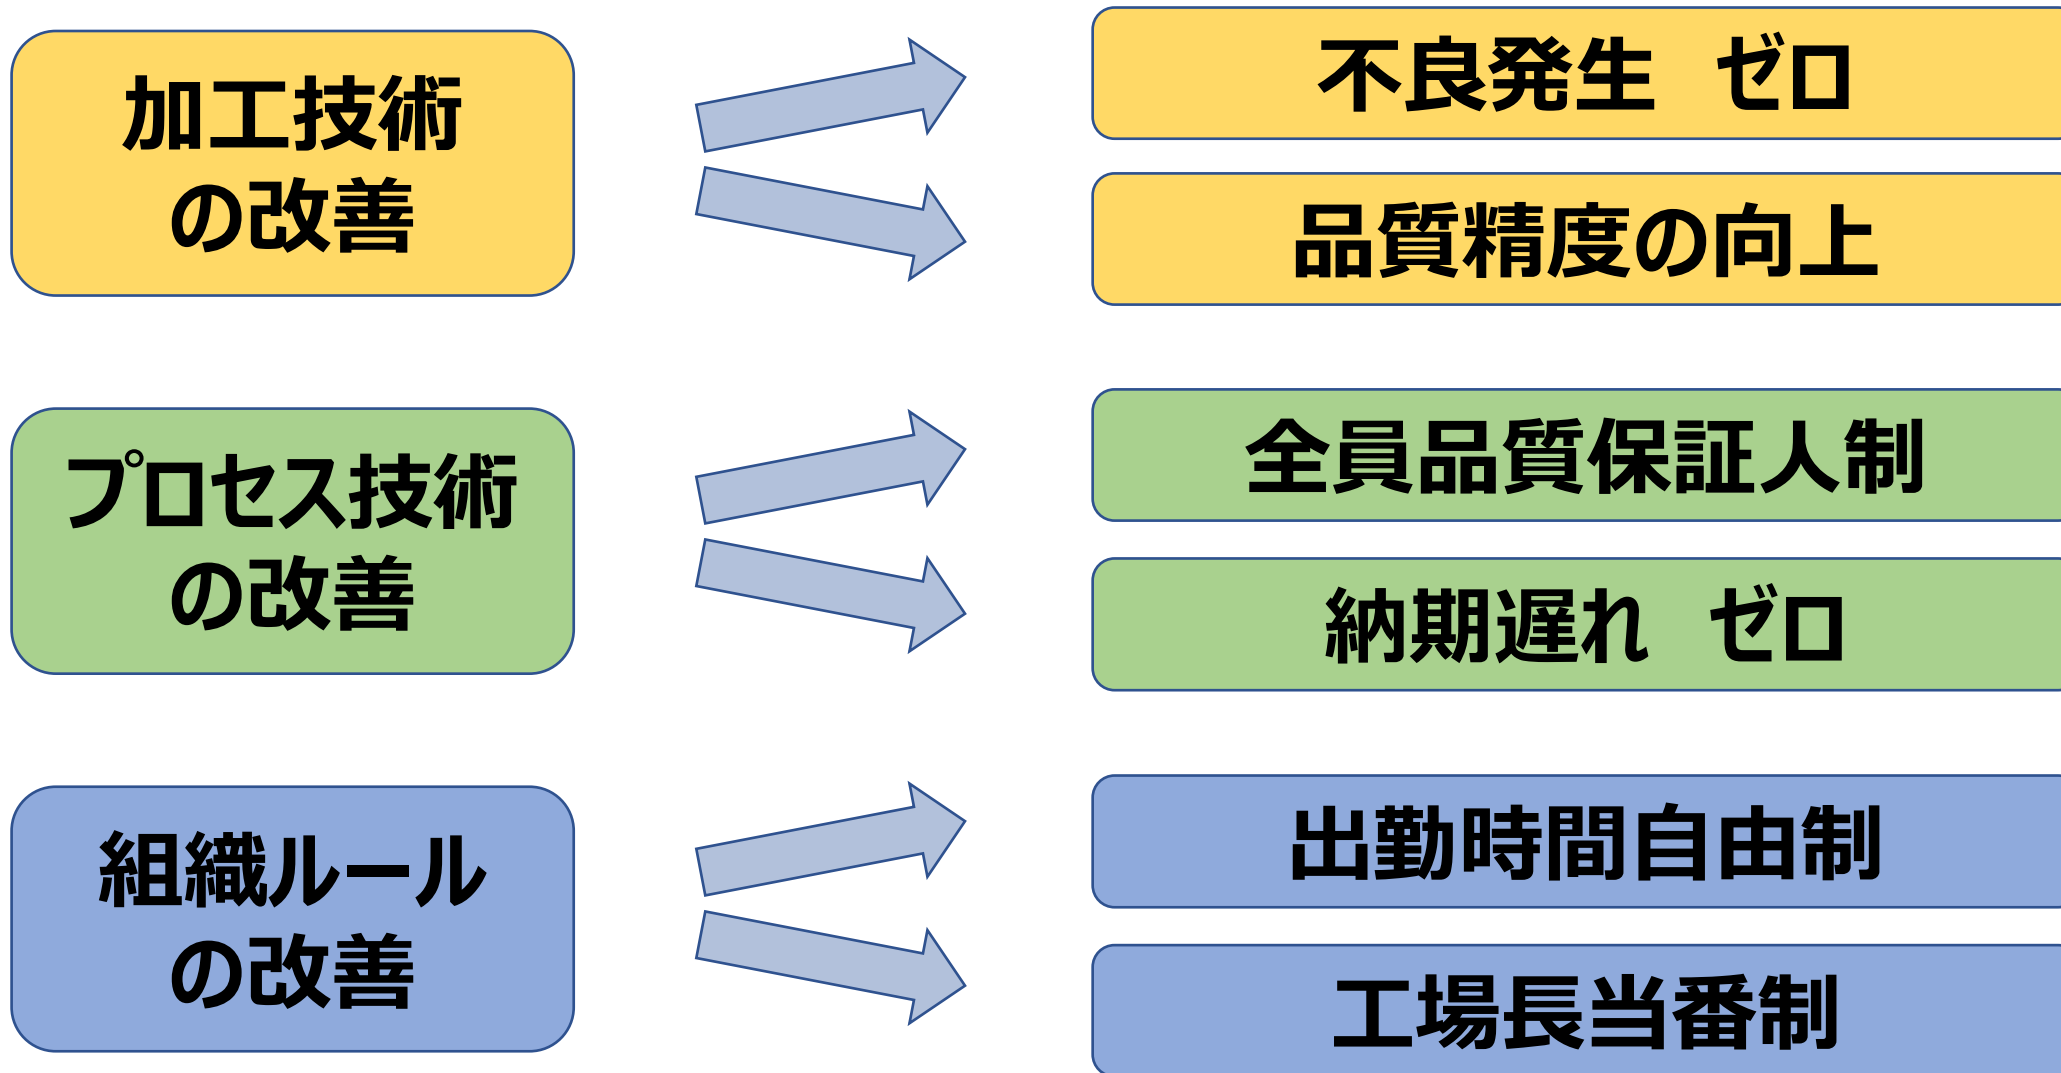 加工技術
の改善
不良発生　ゼロ
品質精度の向上
プロセス技術
の改善
全員品質保証人制
納期遅れ　ゼロ
組織ルール
の改善
出勤時間自由制
工場長当番制